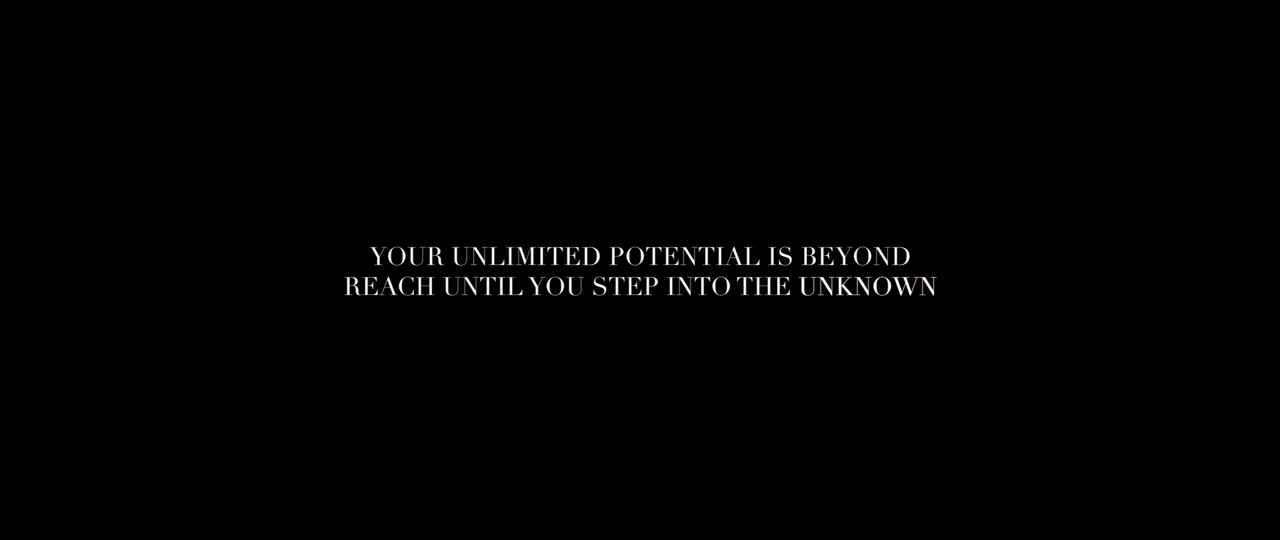 YOUR UNLIMITED POTENTIAL IS BEYOND
REACH UNTIL YOU STEP INTO THE UNKNOWN